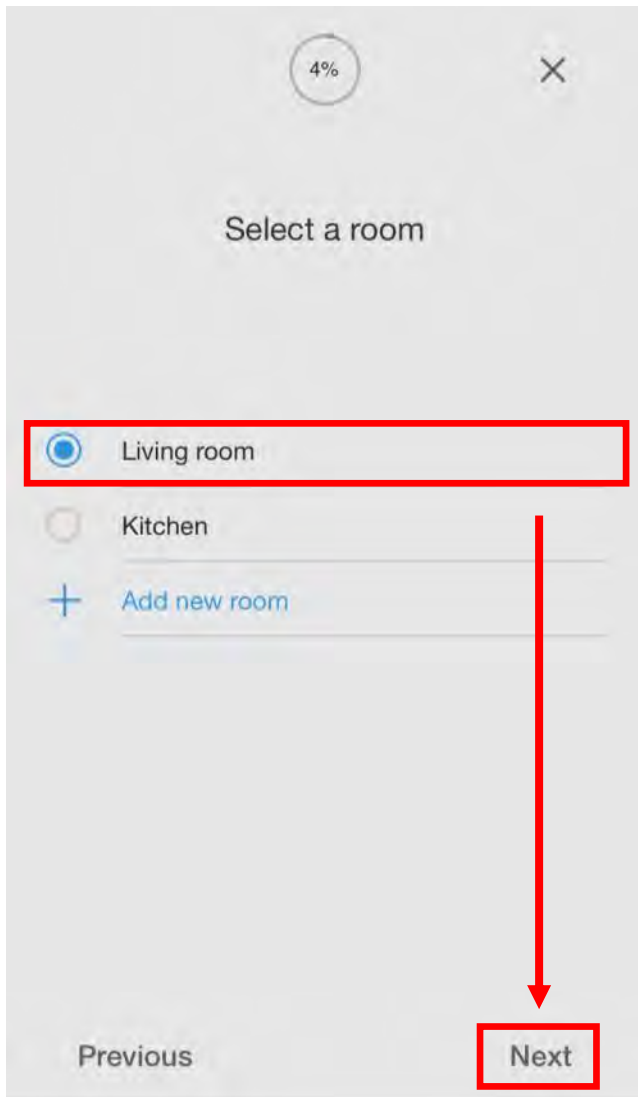 4%
Select a room
Living room
Kitchen
Add new room
Previous
Next